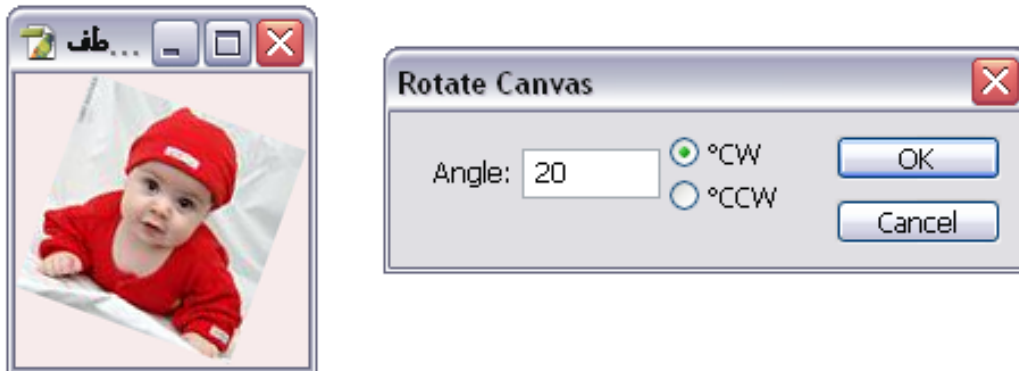 طف...
Rotate Canvas
Angle: 20
°CW
°CCW
OK
Cancel